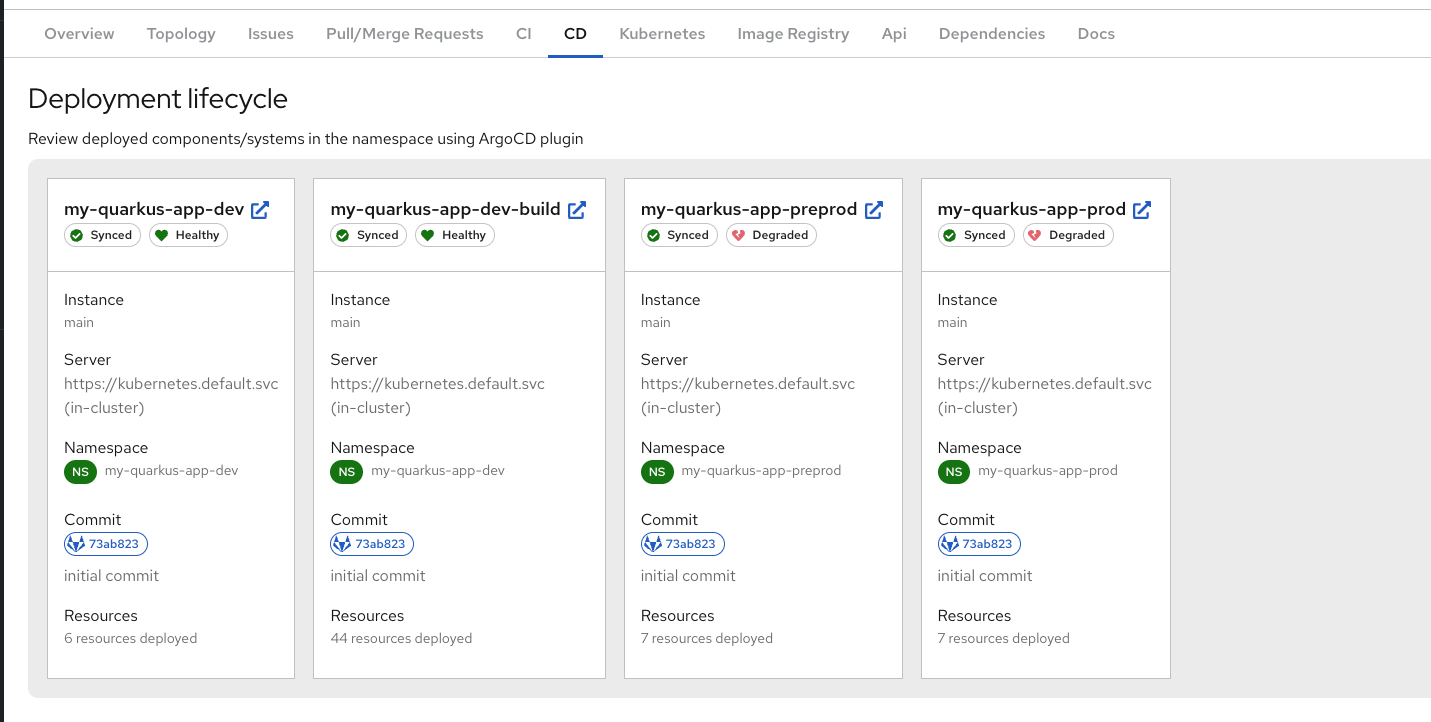 Overview Topology Issues Pull/Merge Requests CI CD Kubernetes Image Registry Api Dependencies Docs
Deployment lifecycle
Review deployed components/systems in the namespace using ArgoCD plugin
my-quarkus-app-dev
Synced Healthy
Instance
main
Server
https://kubernetes.default.svc
(in-cluster)
Namespace
NS my-quarkus-app-dev
Commit
73ab823
initial commit
Resources
6 resources deployed
my-quarkus-app-dev-build
Synced Healthy
Instance
main
Server
https://kubernetes.default.svc
(in-cluster)
Namespace
NS my-quarkus-app-dev
Commit
73ab823
initial commit
Resources
44 resources deployed
my-quarkus-app-preprod
Synced Degraded
Instance
main
Server
https://kubernetes.default.svc
(in-cluster)
Namespace
NS my-quarkus-app-preprod
Commit
73ab823
initial commit
Resources
7 resources deployed
my-quarkus-app-prod
Synced Degraded
Instance
main
Server
https://kubernetes.default.svc
(in-cluster)
Namespace
NS my-quarkus-app-prod
Commit
73ab823
initial commit
Resources
7 resources deployed